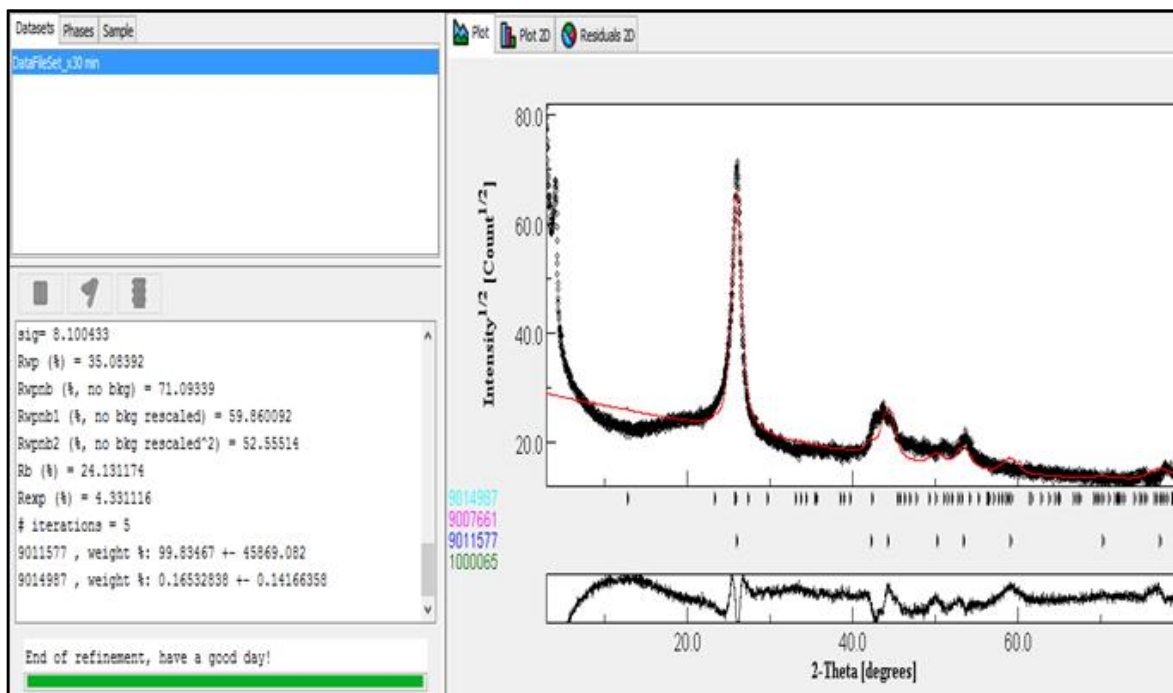 Datasets Phases Sample
DataFileSet_x30 min
sig= 8.100433
Rwp (%) = 35.08392
Rwpnb (%, no bkg) = 71.09339
Rwpnb1 (%, no bkg rescaled) = 59.860092
Rwpnb2 (%, no bkg rescaled^2) = 52.55514
Rb (%) = 24.131174
Rexp (%) = 4.331116
# iterations = 5
9011577 , weight %: 99.83467 +- 45869.082
9014987 , weight %: 0.16532838 +- 0.14166358
End of refinement, have a good day!
Plot Plot 2D Residuals 2D
Intensity^1/2 [Count^1/2]
80.0
60.0
40.0
20.0
9014987
9007661
9011577
1000065
20.0 40.0 60.0
2-Theta [degrees]